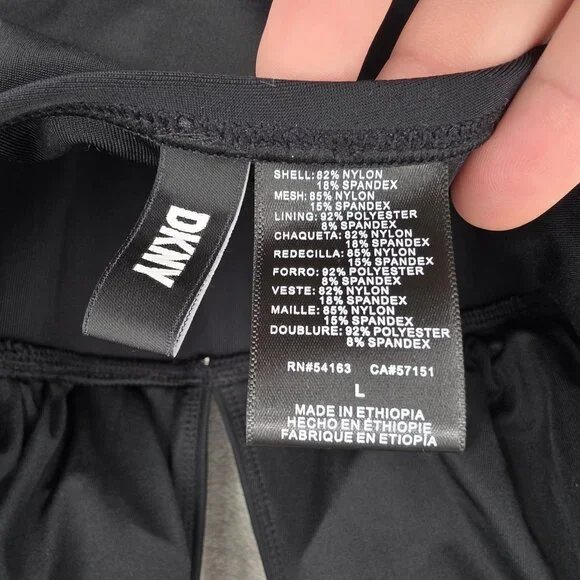 DKNY
SHELL: 82% NYLON
18% SPANDEX
MESH: 85% NYLON
15% SPANDEX
LINING: 92% POLYESTER
8% SPANDEX
CHAQUETA: 82% NYLON
18% SPANDEX
REDECILLA: 85% NYLON
15% SPANDEX
FORRO: 92% POLYESTER
8% SPANDEX
VESTE: 82% NYLON
18% SPANDEX
MAILLE: 85% NYLON
15% SPANDEX
DOUBLURE: 92% POLYESTER
8% SPANDEX
RN#54163 CA#57151
L
MADE IN ETHIOPIA
HECHO EN ÉTHIOPIE
FABRIQUE EN ETIOPÍA